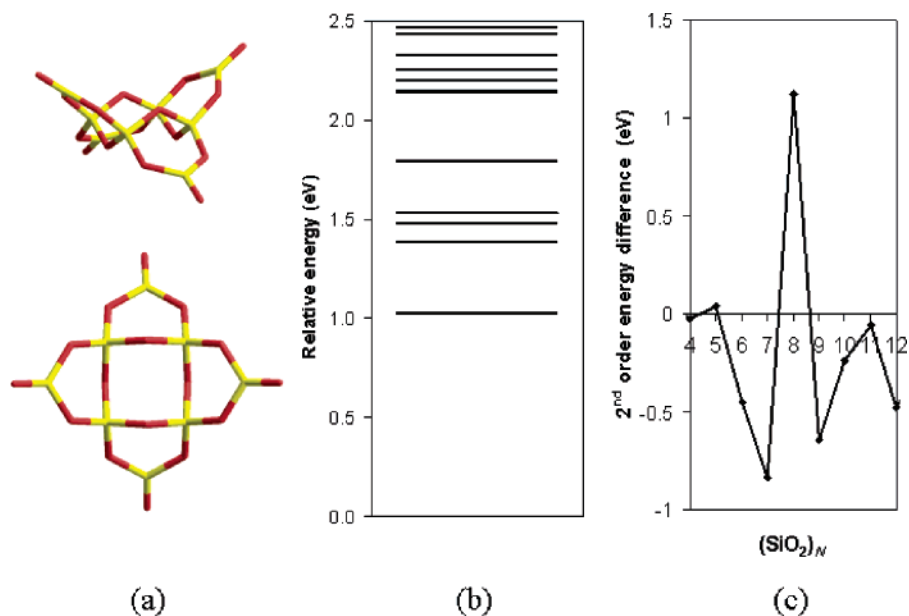 2.5
2.0
1.5
1.0
0.5
0.0
Relative energy (eV)
1.5
1
0.5
0
-0.5
-1
2nd order energy difference (eV)
4 5 6 7 8 9 10 11 12
(SiO2)N
(a) (b) (c)